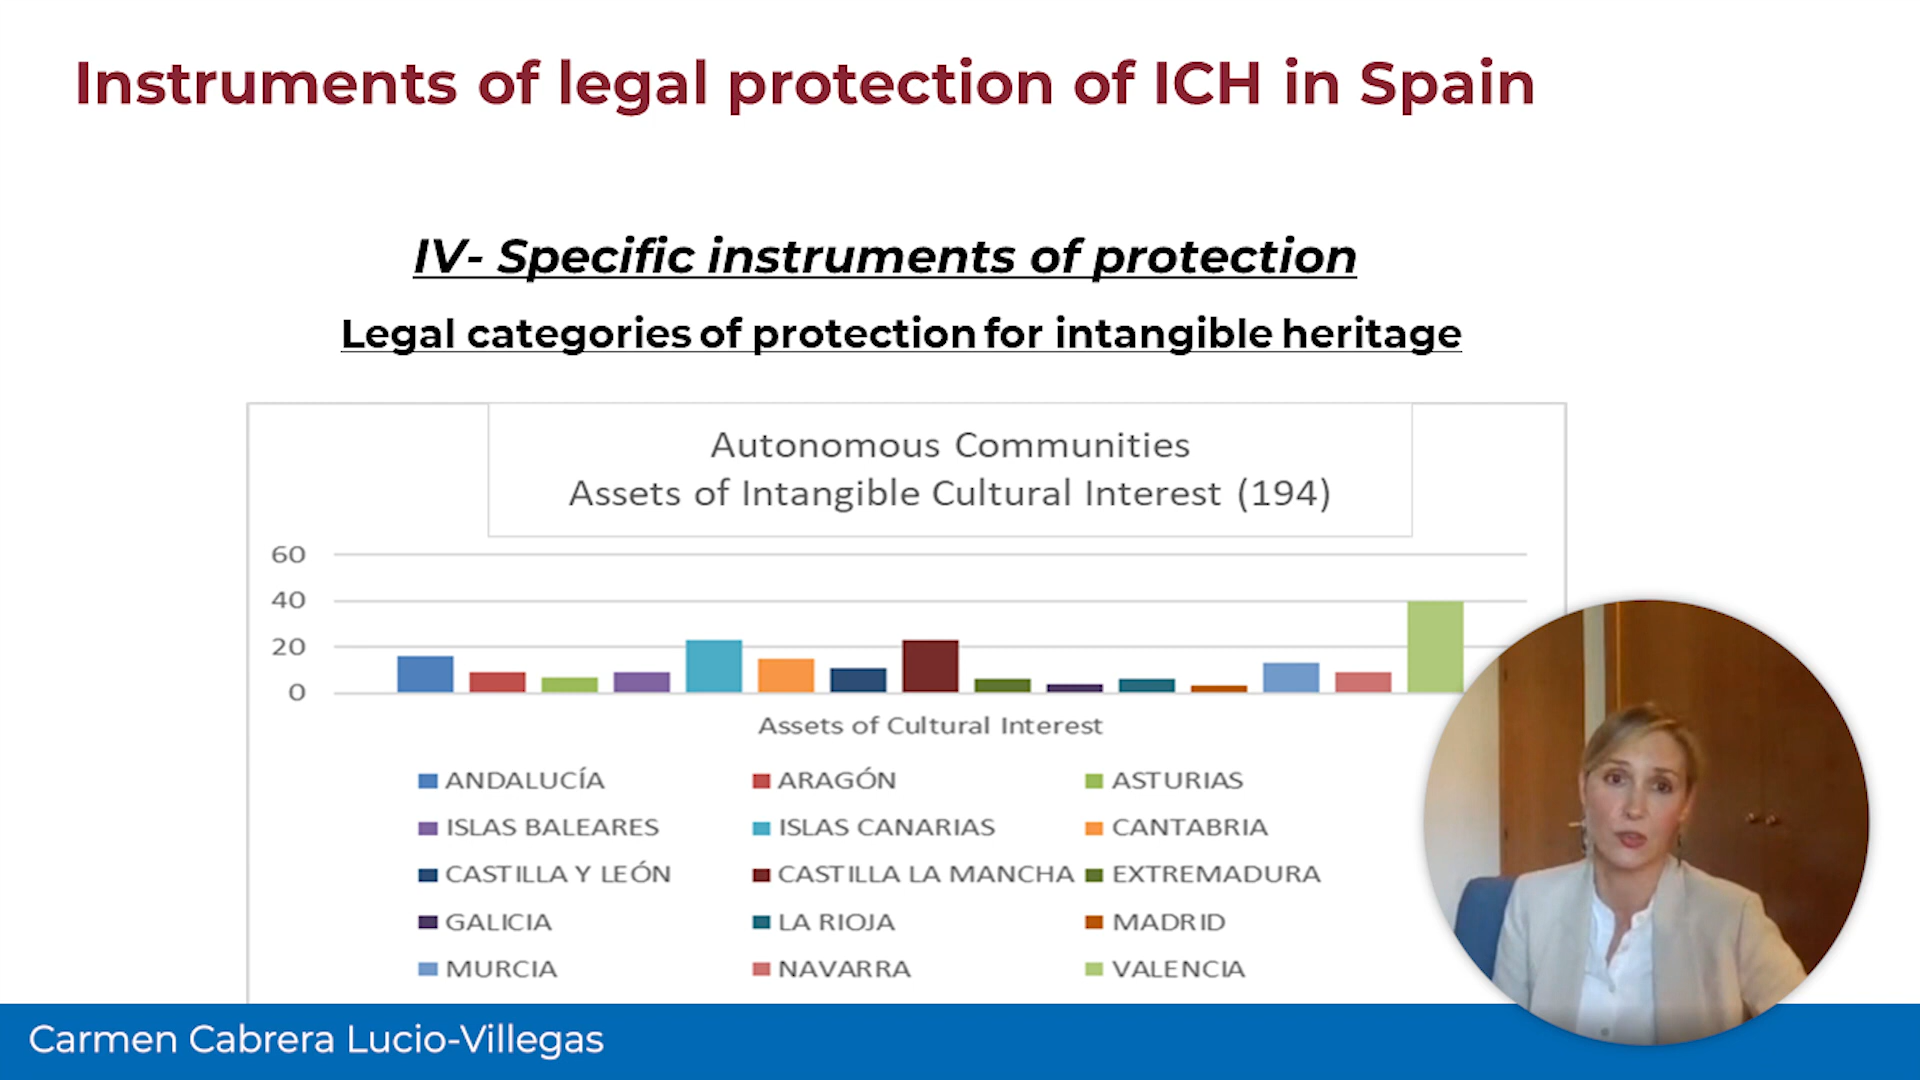 Instruments of legal protection of ICH in Spain
IV- Specific instruments of protection
Legal categories of protection for intangible heritage
Autonomous Communities
Assets of Intangible Cultural Interest (194)
60
40
20
0
Assets of Cultural Interest
ANDALUCÍA ARAGÓN ASTURIAS
ISLAS BALEARES ISLAS CANARIAS CANTABRIA
CASTILLA Y LEÓN CASTILLA LA MANCHA EXTREMADURA
GALICIA LA RIOJA MADRID
MURCIA NAVARRA VALENCIA
Carmen Cabrera Lucio-Villegas